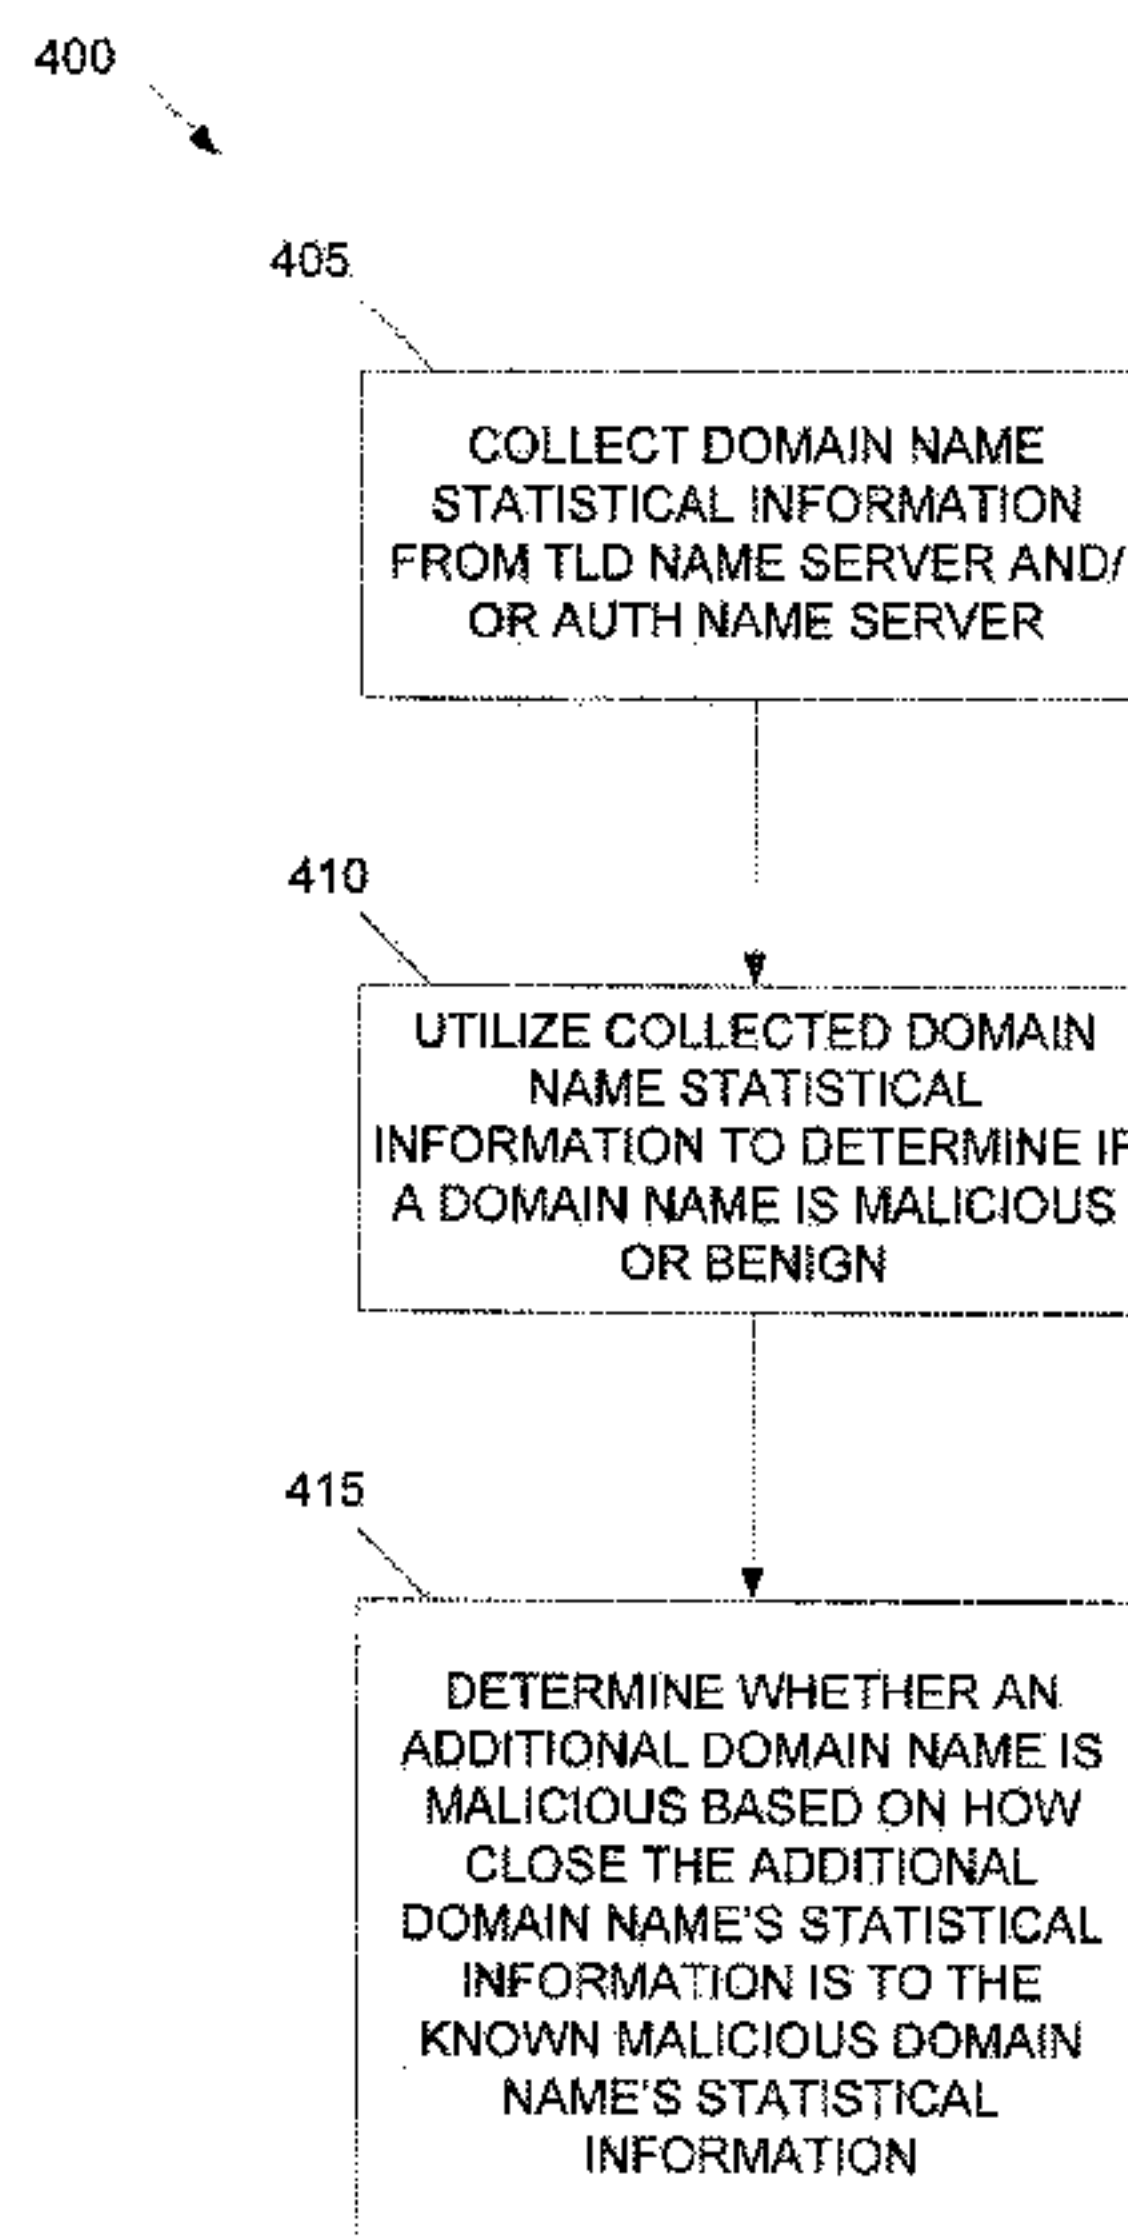 400
405
COLLECT DOMAIN NAME
STATISTICAL INFORMATION
FROM TLD NAME SERVER AND/
OR AUTH NAME SERVER
410
UTILIZE COLLECTED DOMAIN
NAME STATISTICAL
INFORMATION TO DETERMINE IF
A DOMAIN NAME IS MALICIOUS
OR BENIGN
415
DETERMINE WHETHER AN
ADDITIONAL DOMAIN NAME IS
MALICIOUS BASED ON HOW
CLOSE THE ADDITIONAL
DOMAIN NAME'S STATISTICAL
INFORMATION IS TO THE
KNOWN MALICIOUS DOMAIN
NAME'S STATISTICAL
INFORMATION